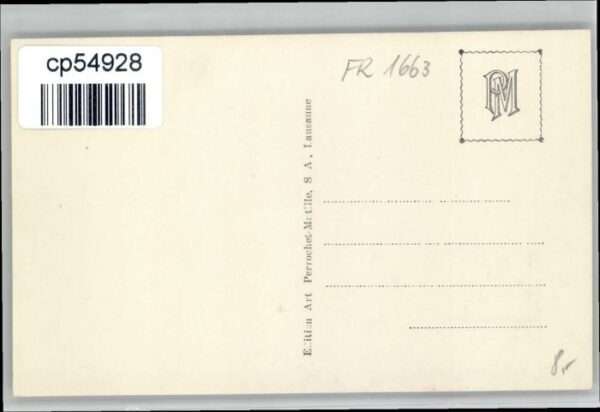 cp54928
FR 1663
PM
Edition Art Perrochet-Matile, S A, Lausanne
8,-